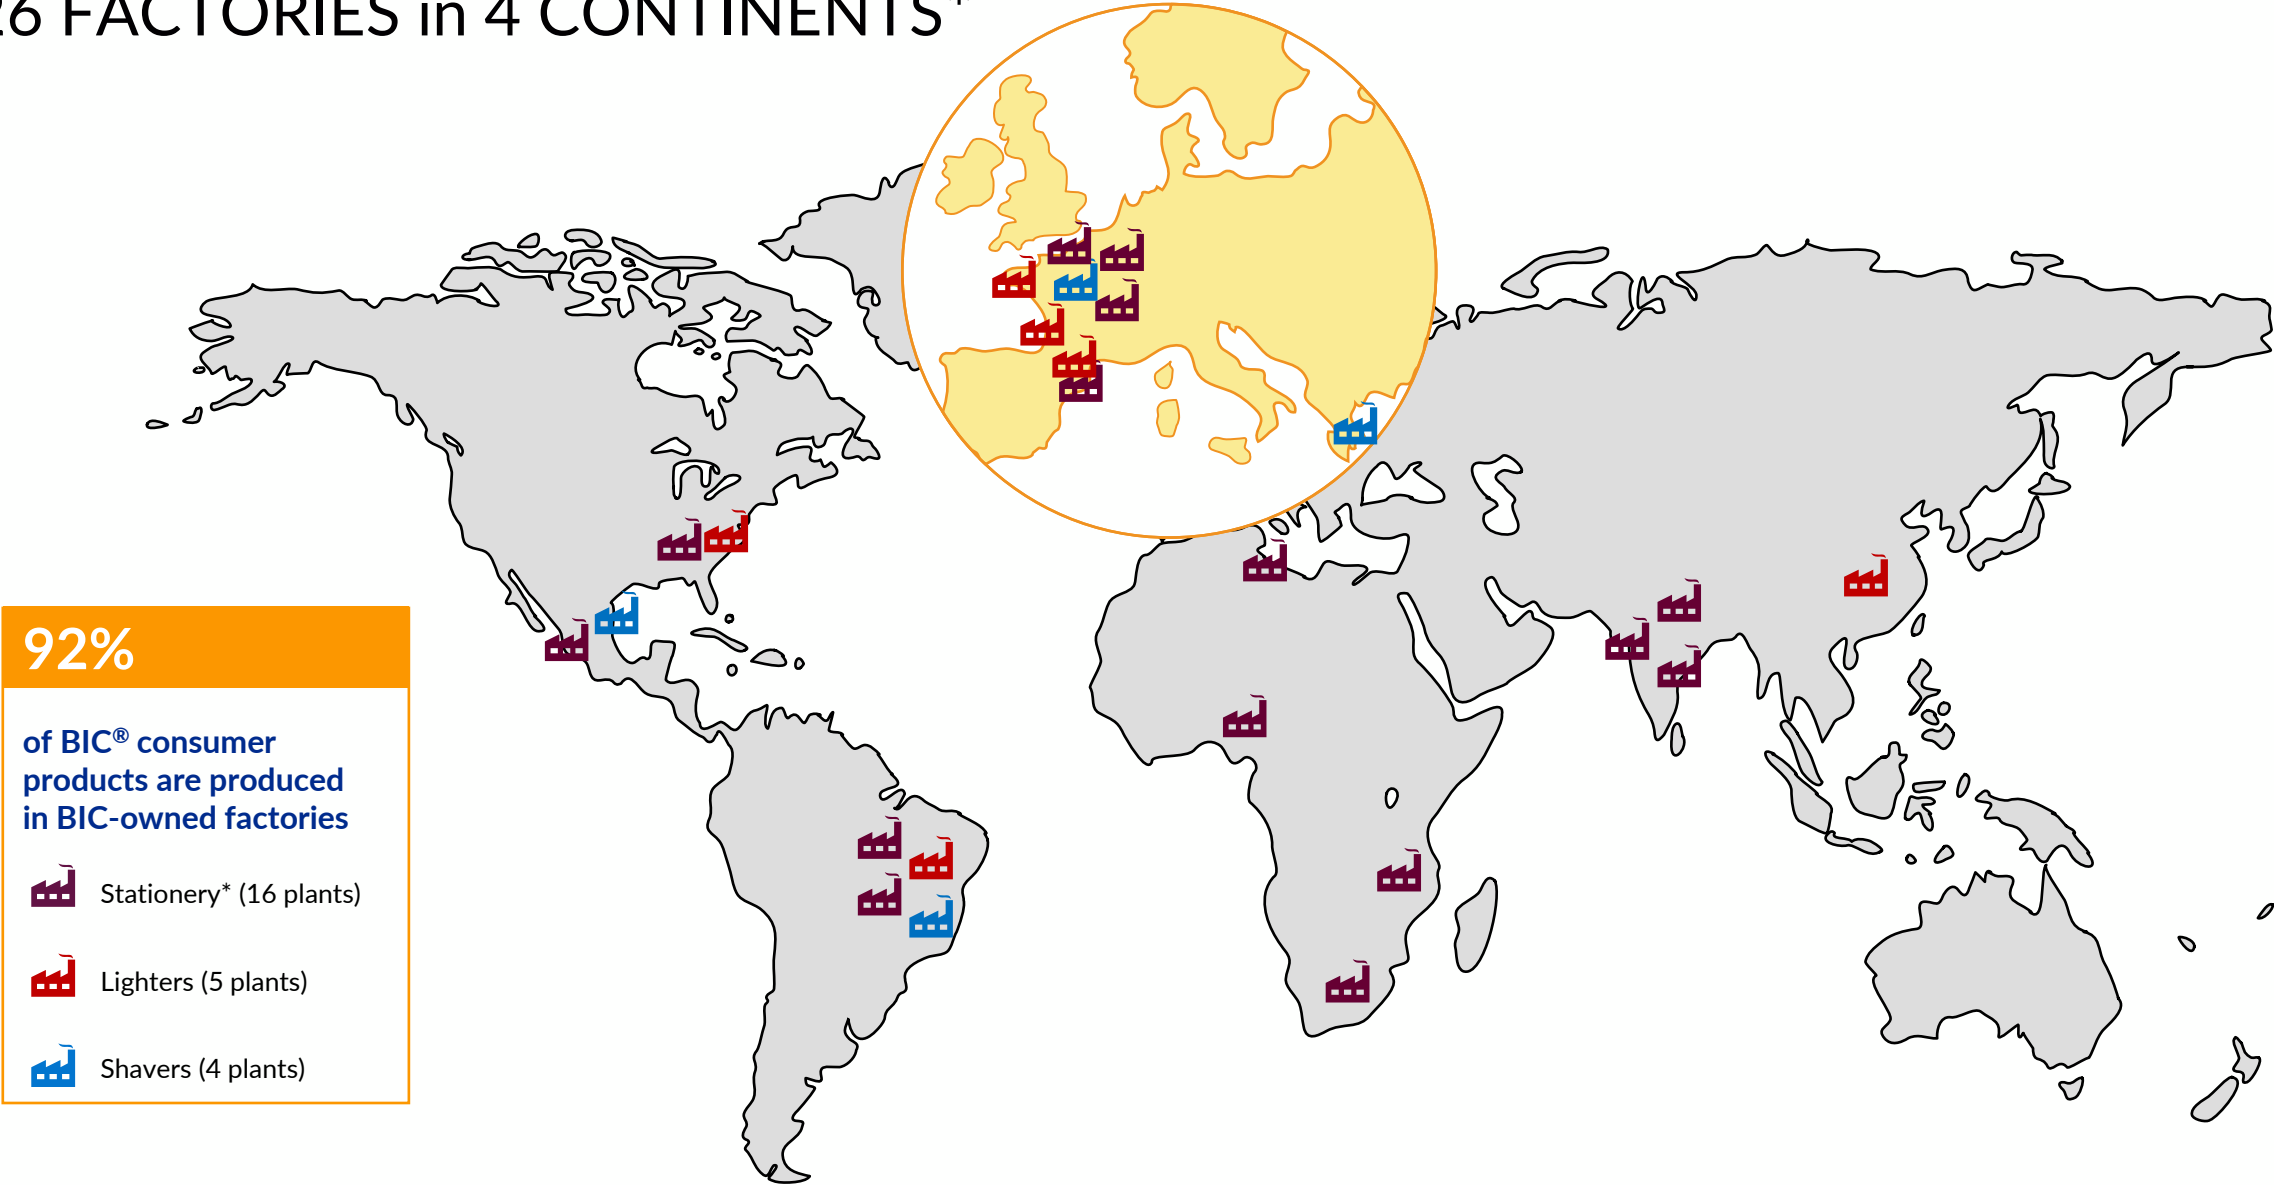 26 FACTORIES in 4 CONTINENTS*
92%
of BIC® consumer
products are produced
in BIC-owned factories
Stationery* (16 plants)
Lighters (5 plants)
Shavers (4 plants)